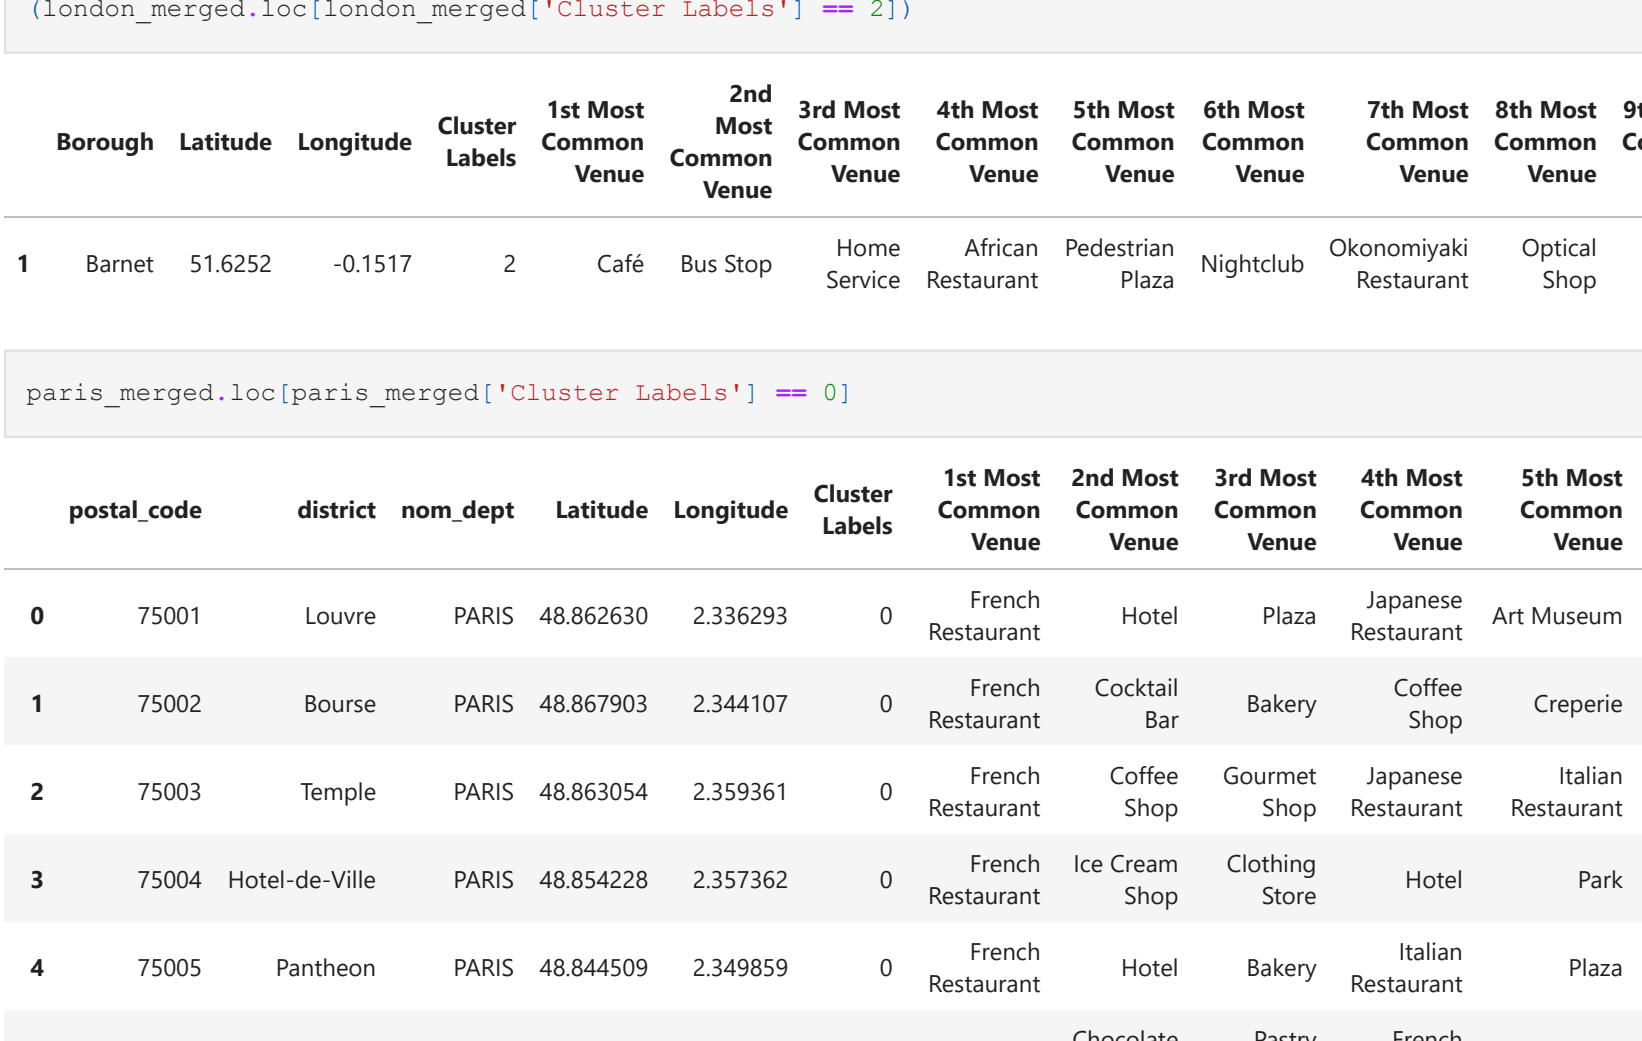 (london_merged.loc[london_merged['Cluster Labels'] == 2])
Borough Latitude Longitude Cluster Labels 1st Most Common Venue 2nd Most Common Venue 3rd Most Common Venue 4th Most Common Venue 5th Most Common Venue 6th Most Common Venue 7th Most Common Venue 8th Most Common Venue
1 Barnet 51.6252 -0.1517 2 Café Bus Stop Home Service African Restaurant Pedestrian Plaza Nightclub Okonomiyaki Restaurant Optical Shop
paris_merged.loc[paris_merged['Cluster Labels'] == 0]
postal_code district nom_dept Latitude Longitude Cluster Labels 1st Most Common Venue 2nd Most Common Venue 3rd Most Common Venue 4th Most Common Venue 5th Most Common Venue
0 75001 Louvre PARIS 48.862630 2.336293 0 French Restaurant Hotel Plaza Japanese Restaurant Art Museum
1 75002 Bourse PARIS 48.867903 2.344107 0 French Restaurant Cocktail Bar Bakery Coffee Shop Creperie
2 75003 Temple PARIS 48.863054 2.359361 0 French Restaurant Coffee Shop Gourmet Shop Japanese Restaurant Italian Restaurant
3 75004 Hotel-de-Ville PARIS 48.854228 2.357362 0 French Restaurant Ice Cream Shop Clothing Store Hotel Park
4 75005 Pantheon PARIS 48.844509 2.349859 0 French Restaurant Hotel Bakery Italian Restaurant Plaza
Chocolate Pastry French